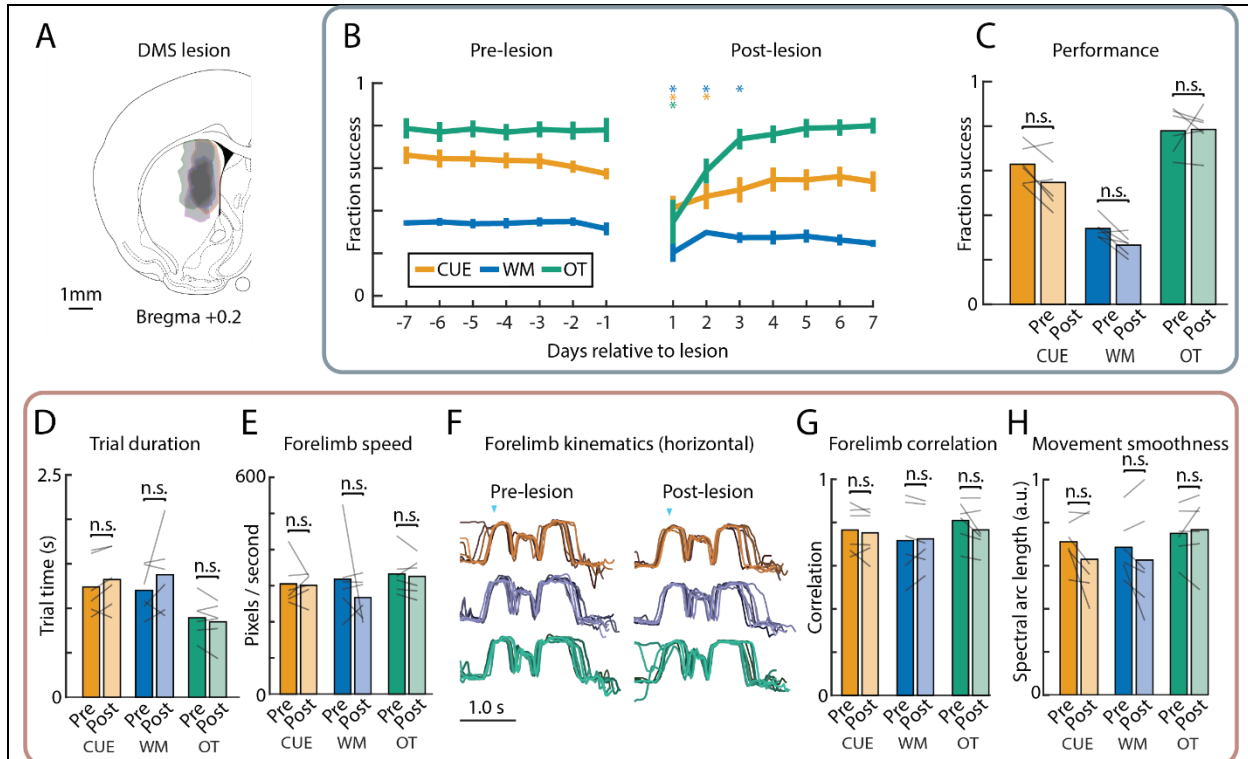 A
DMS lesion
1mm
Bregma +0.2
B
Pre-lesion
Post-lesion
Fraction success
1
0
* * *
* *
*
CUE WM OT
-7 -6 -5 -4 -3 -2 -1 1 2 3 4 5 6 7
Days relative to lesion
C
Performance
Fraction success
1
0
n.s. n.s. n.s.
Pre Post Pre Post Pre Post
CUE WM OT
D
Trial duration
Trial time (s)
2.5
0
n.s. n.s. n.s.
Pre Post Pre Post Pre Post
CUE WM OT
E
Forelimb speed
Pixels / second
600
0
n.s. n.s. n.s.
Pre Post Pre Post Pre Post
CUE WM OT
F
Forelimb kinematics (horizontal)
Pre-lesion
Post-lesion
1.0 s
G
Forelimb correlation
Correlation
1
0
n.s. n.s. n.s.
Pre Post Pre Post Pre Post
CUE WM OT
H
Movement smoothness
Spectral arc length (a.u.)
1
0
n.s. n.s. n.s.
Pre Post Pre Post Pre Post
CUE WM OT